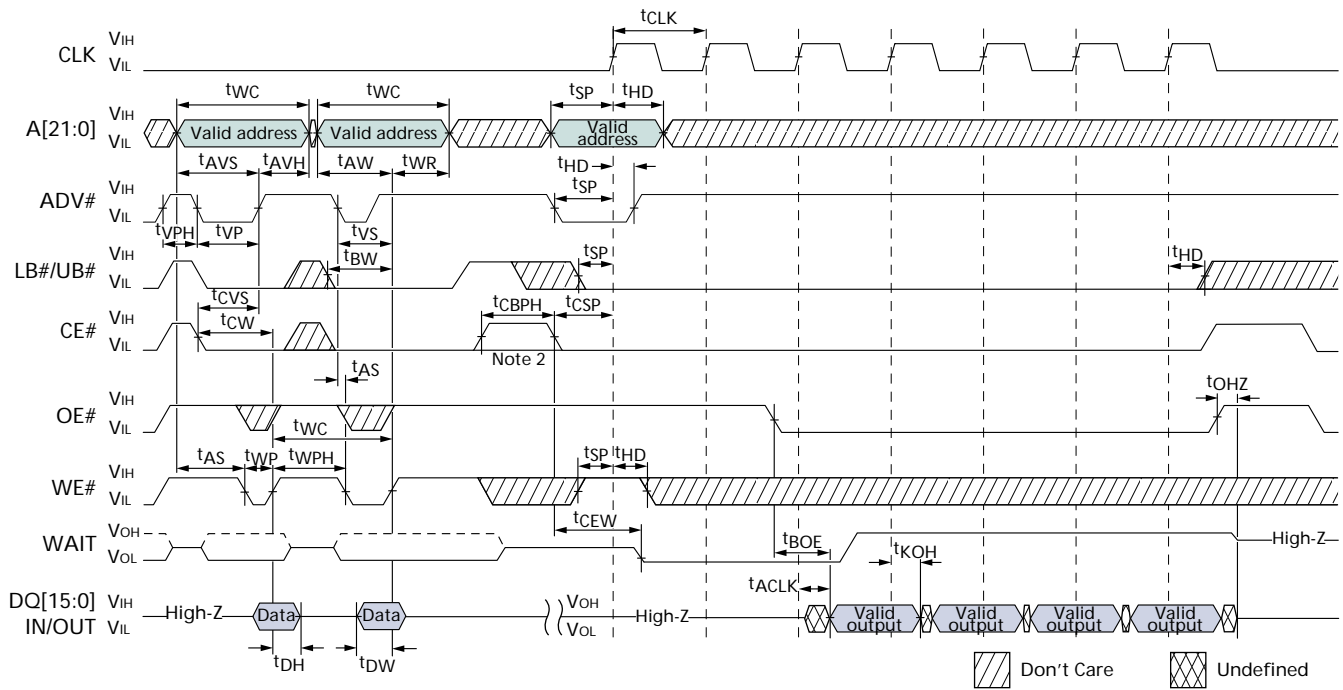 tCLK
CLK VIH
VIL
tWC tWC tSP tHD
A[21:0] VIH
VIL
Valid address Valid address Valid address
tAVS tAVH tAW tWR tHD
tSP
ADV# VIH
VIL
tVPH tVP tVS
tBW tSP tHD
LB#/UB# VIH
VIL
tCVS tCBPH tCSP
tCW
CE# VIH
VIL
Note 2
tAS
tOHZ
OE# VIH
VIL
tWC
tAS tWP tWPH tSP tHD
WE# VIH
VIL
tCEW
WAIT VOH
VOL
High-Z
tBOE tKOH
tACLK
DQ[15:0] VIH
IN/OUT VIL
High-Z Data Data VOH
VOL
High-Z Valid output Valid output Valid output Valid output
tDH tDW
Don't Care Undefined